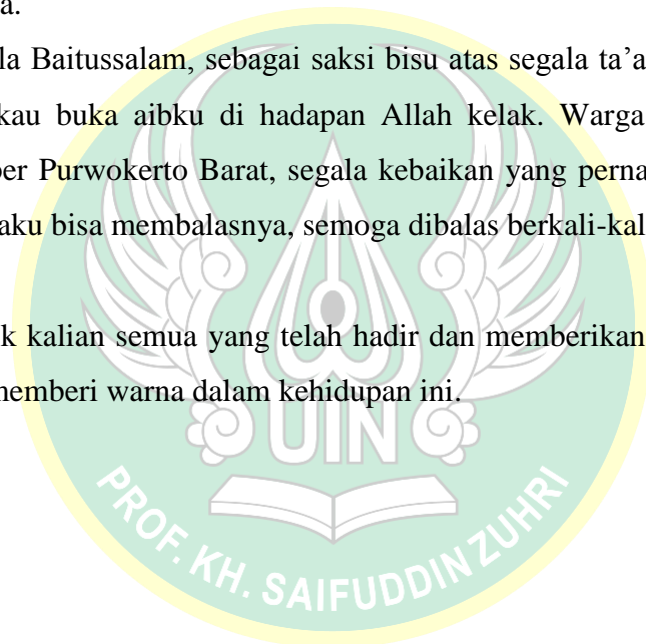 a.
la Baitussalam, sebagai saksi bisu atas segala ta’a
kau buka aibku di hadapan Allah kelak. Warga
er Purwokerto Barat, segala kebaikan yang perna
aku bisa membalasnya, semoga dibalas berkali-kal
k kalian semua yang telah hadir dan memberikan
memberi warna dalam kehidupan ini.
UIN
PROF. KH. SAIFUDDIN ZUHRI